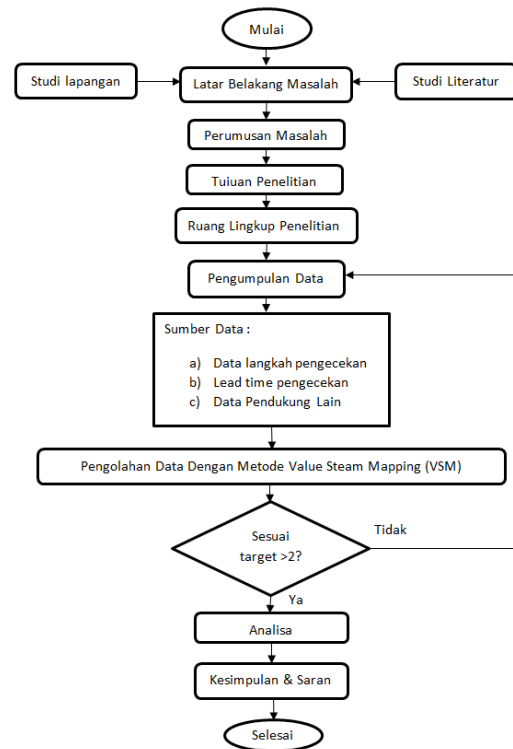 Mulai
Studi lapangan
Latar Belakang Masalah
Studi Literatur
Perumusan Masalah
Tuiuan Penelitian
Ruang Lingkup Penelitian
Pengumpulan Data
Sumber Data :
a) Data langkah pengecekan
b) Lead time pengecekan
c) Data Pendukung Lain
Pengolahan Data Dengan Metode Value Steam Mapping (VSM)
Sesuai
target >2?
Tidak
Ya
Analisa
Kesimpulan & Saran
Selesai